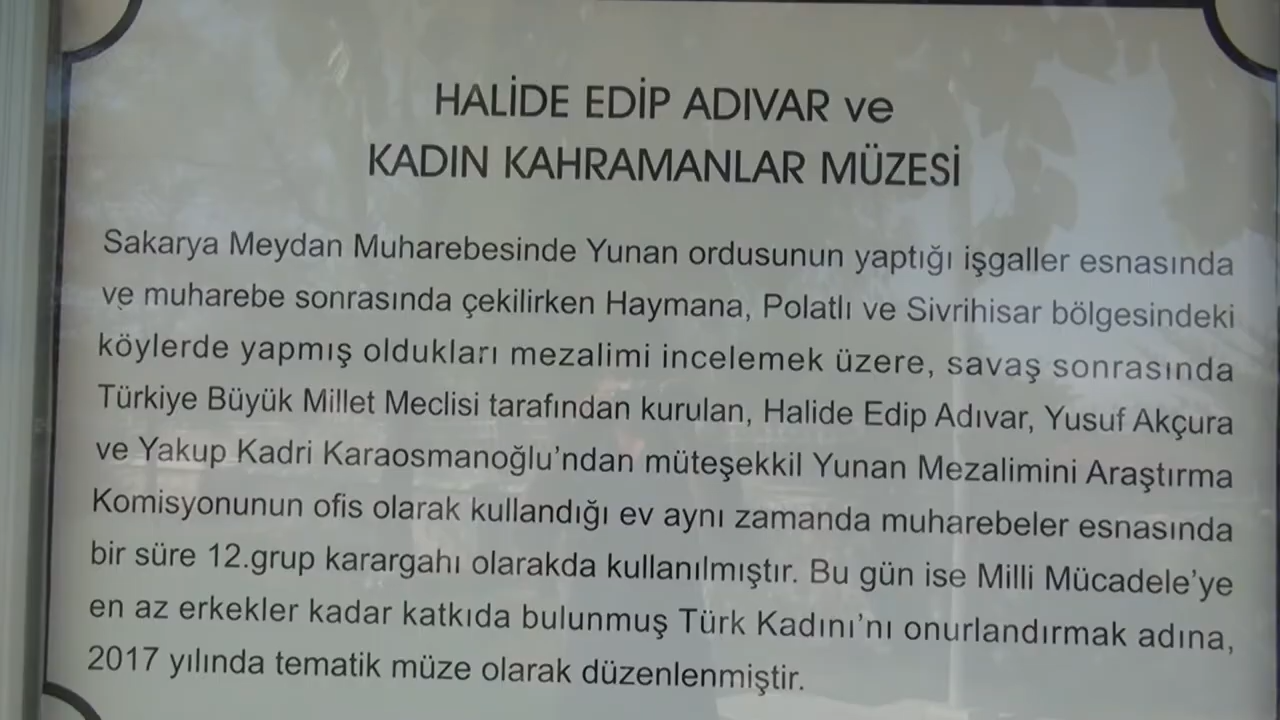 HALİDE EDİP ADIVAR ve
KADIN KAHRAMANLAR MÜZESİ
Sakarya Meydan Muharebesinde Yunan ordusunun yaptığı işgaller esnasında
ve muharebe sonrasında çekilirken Haymana, Polatlı ve Sivrihisar bölgesindeki
köylerde yapmış oldukları mezalimi incelemek üzere, savaş sonrasında
Türkiye Büyük Millet Meclisi tarafından kurulan, Halide Edip Adıvar, Yusuf Akçura
ve Yakup Kadri Karaosmanoğlu'ndan müteşekkil Yunan Mezalimini Araştırma
Komisyonunun ofis olarak kullandığı ev aynı zamanda muharebeler esnasında
bir süre 12.grup karargahı olarakda kullanılmıştır. Bu gün ise Milli Mücadele'ye
en az erkekler kadar katkıda bulunmuş Türk Kadını'nı onurlandırmak adına,
2017 yılında tematik müze olarak düzenlenmiştir.